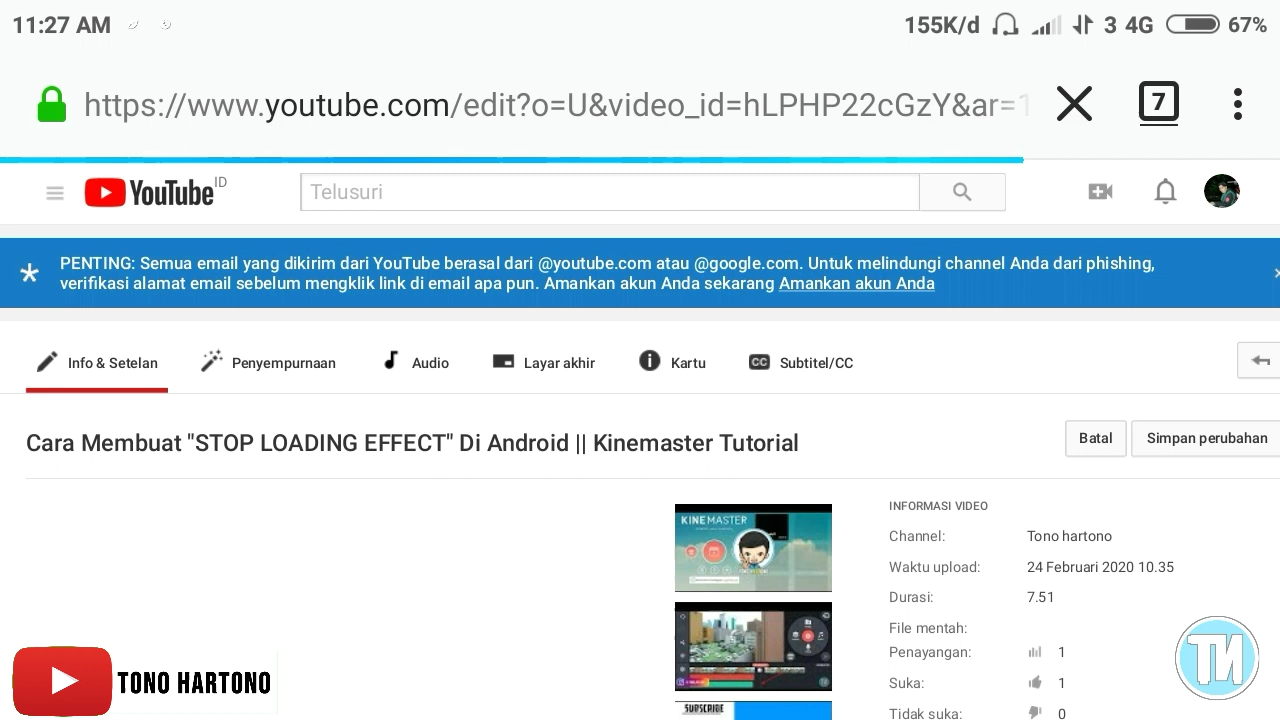 11:27 AM
155K/d 3 4G 67%
https://www.youtube.com/edit?o=U&video_id=hLPHP22cGzY&ar=1
7
YouTube ID
Telusuri
PENTING: Semua email yang dikirim dari YouTube berasal dari @youtube.com atau @google.com. Untuk melindungi channel Anda dari phishing,
verifikasi alamat email sebelum mengklik link di email apa pun. Amankan akun Anda sekarang Amankan akun Anda
Info & Setelan
Penyempurnaan
Audio
Layar akhir
Kartu
CC Subtitel/CC
Cara Membuat "STOP LOADING EFFECT" Di Android || Kinemaster Tutorial
Batal
Simpan perubahan
KINEMASTER
SUBSCRIBE
INFORMASI VIDEO
Channel: Tono hartono
Waktu upload: 24 Februari 2020 10.35
Durasi: 7.51
File mentah:
Penayangan: 1
Suka: 1
Tidak suka: 0
TONO HARTONO